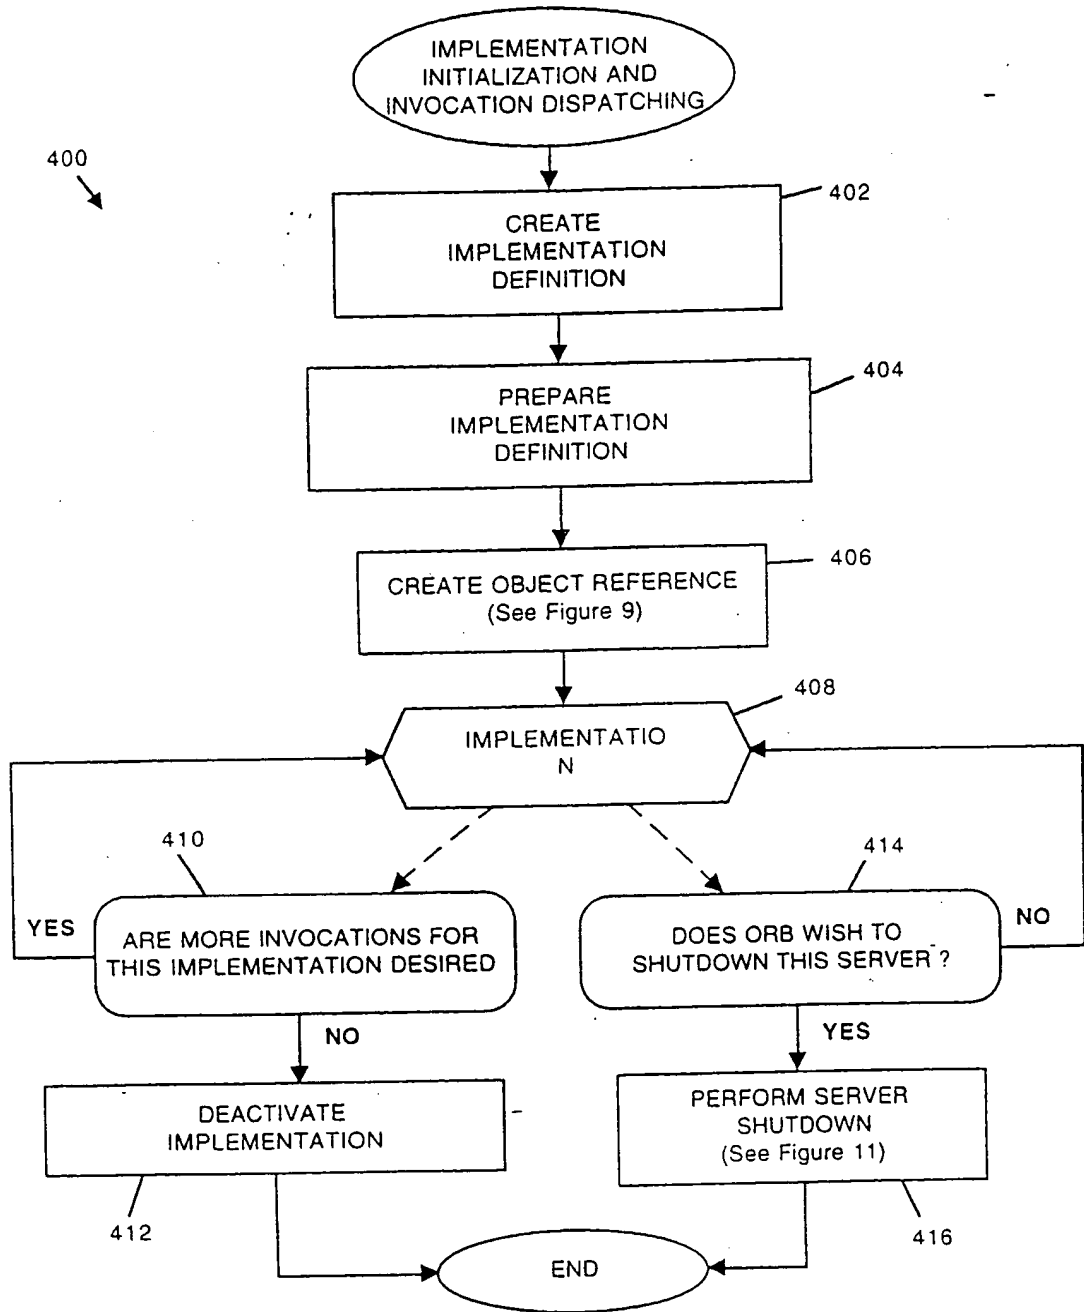 IMPLEMENTATION
INITIALIZATION AND
INVOCATION DISPATCHING
400
402
CREATE
IMPLEMENTATION
DEFINITION
404
PREPARE
IMPLEMENTATION
DEFINITION
406
CREATE OBJECT REFERENCE
(See Figure 9)
408
IMPLEMENTATIO
N
410
414
YES
ARE MORE INVOCATIONS FOR
THIS IMPLEMENTATION DESIRED
DOES ORB WISH TO
SHUTDOWN THIS SERVER ?
NO
NO
YES
DEACTIVATE
IMPLEMENTATION
PERFORM SERVER
SHUTDOWN
(See Figure 11)
412
416
END